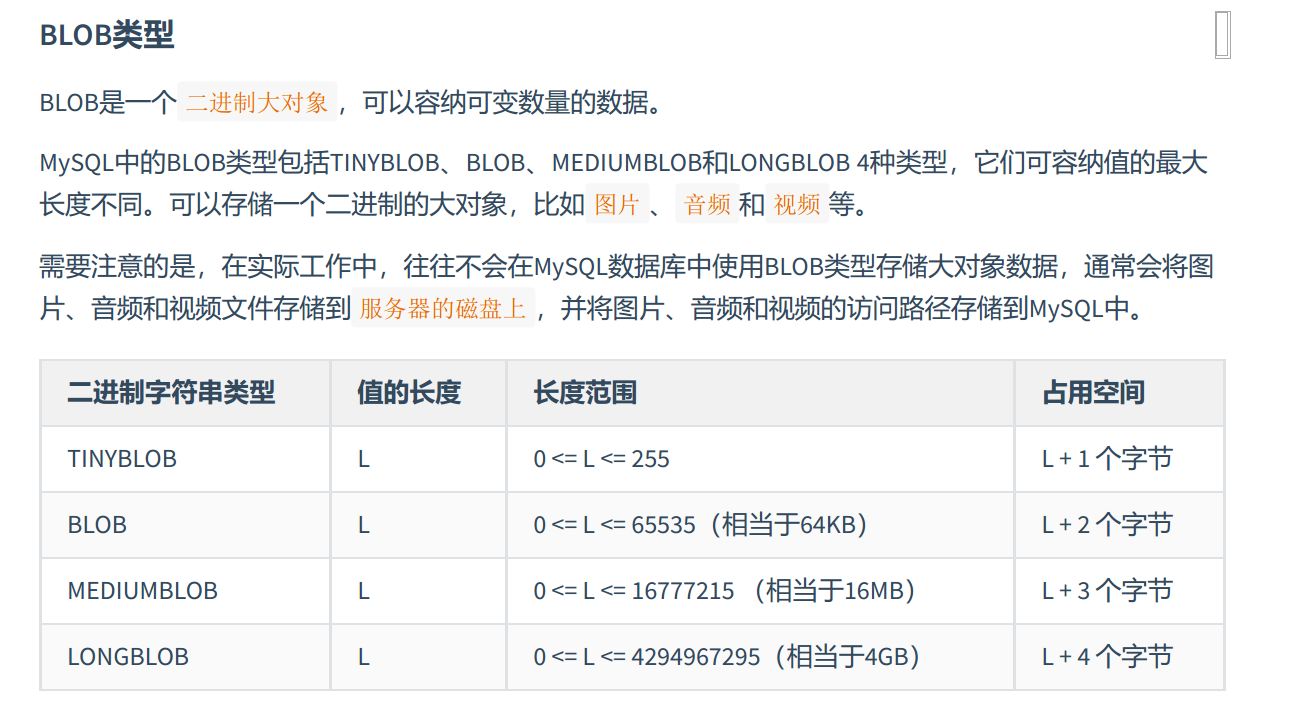 BLOB类型
BLOB是一个 二进制大对象 ，可以容纳可变数量的数据。
MySQL中的BLOB类型包括TINYBLOB、BLOB、MEDIUMBLOB和LONGBLOB 4种类型，它们可容纳值的最大
长度不同。可以存储一个二进制的大对象，比如 图片 、 音频 和 视频 等。
需要注意的是，在实际工作中，往往不会在MySQL数据库中使用BLOB类型存储大对象数据，通常会将图
片、音频和视频文件存储到 服务器的磁盘上 ，并将图片、音频和视频的访问路径存储到MySQL中。
二进制字符串类型 值的长度 长度范围 占用空间
TINYBLOB L 0 <= L <= 255 L + 1 个字节
BLOB L 0 <= L <= 65535（相当于64KB） L + 2 个字节
MEDIUMBLOB L 0 <= L <= 16777215 （相当于16MB） L + 3 个字节
LONGBLOB L 0 <= L <= 4294967295（相当于4GB） L + 4 个字节